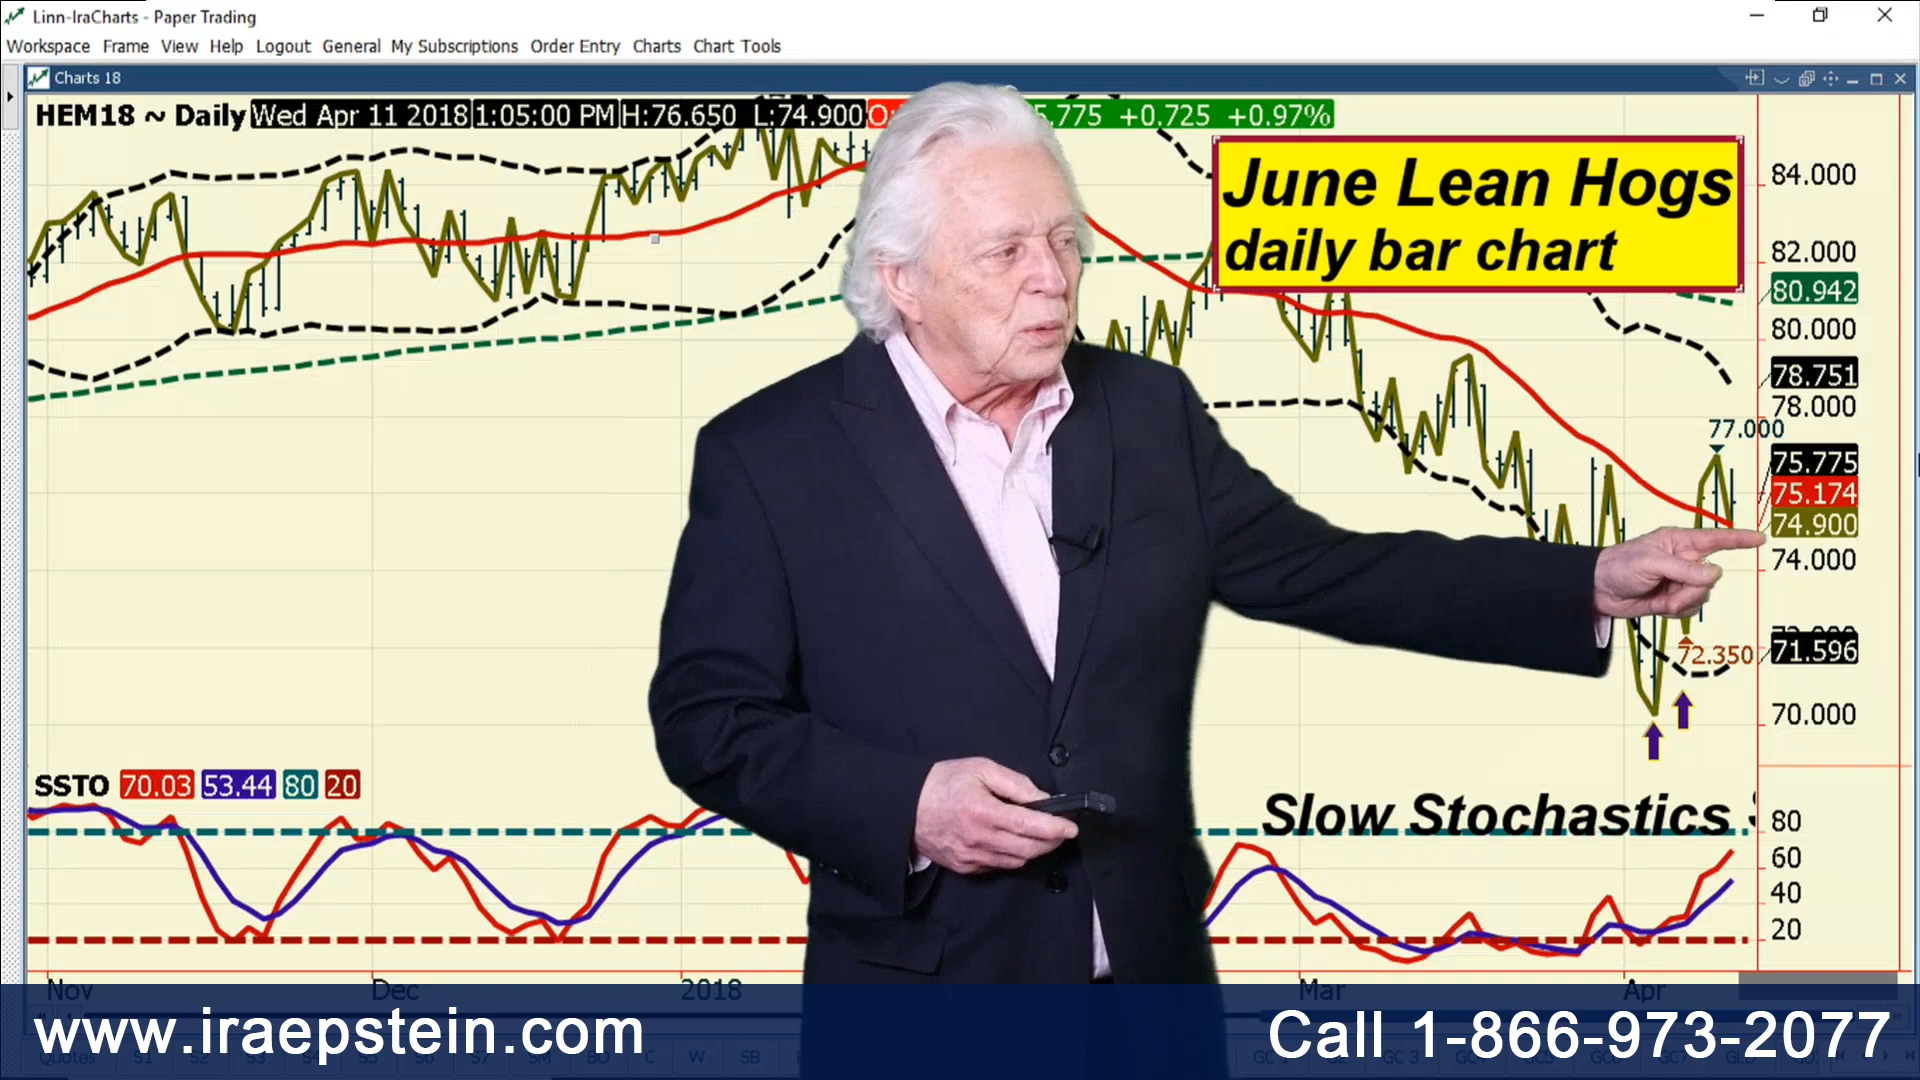 Linn-IraCharts - Paper Trading
Workspace Frame View Help Logout General My Subscriptions Order Entry Charts Chart Tools
Charts 18
HEM18 ~ Daily Wed Apr 11 2018 1:05:00 PM H:76.650 L:74.900 5.775 +0.725 +0.97%
June Lean Hogs
daily bar chart
84.000
82.000
80.942
80.000
78.751
78.000
77.000
75.775
75.174
74.900
74.000
72.350
71.596
70.000
SSTO 70.03 53.44 80 20
Slow Stochastics
80
60
40
20
Nov Dec 2018 Mar Apr
www.iraepstein.com
Call 1-866-973-2077